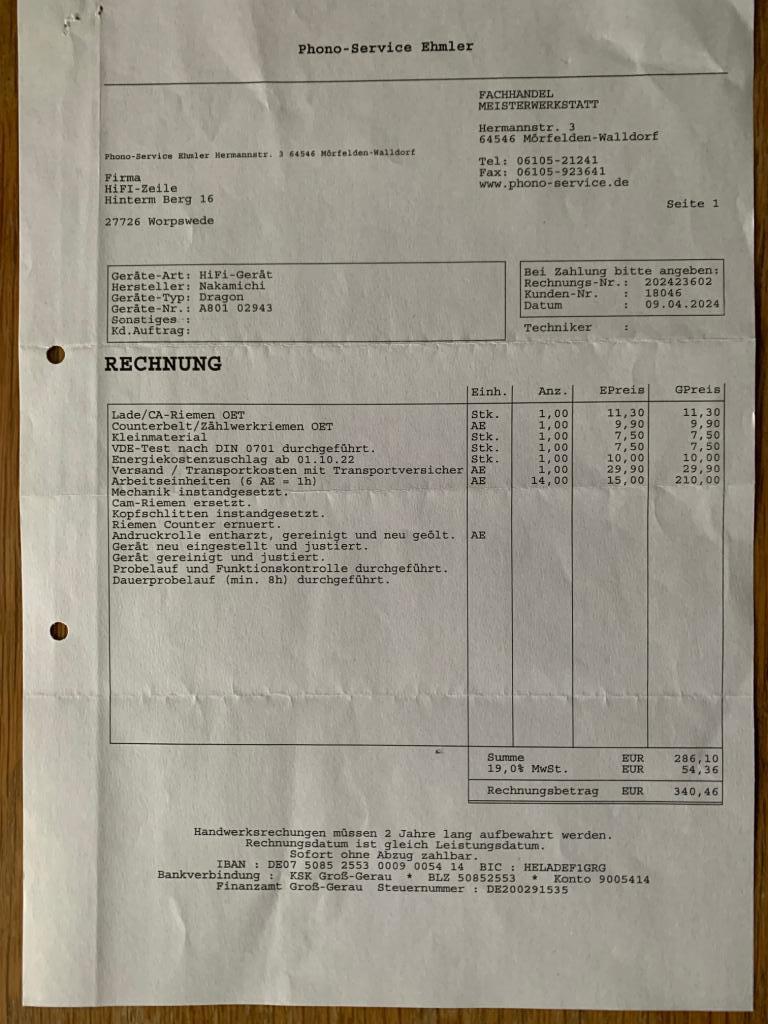 Phono-Service Ehmler
FACHHANDEL
MEISTERWERKSTATT
Hermannstr. 3
64546 Mörfelden-Walldorf
Tel: 06105-21241
Fax: 06105-923641
www.phono-service.de
Seite 1
Phono-Service Ehmler Hermannstr. 3 64546 Mörfelden-Walldorf
Firma
HiFI-Zeile
Hinterm Berg 16
27726 Worpswede
Geräte-Art: HiFi-Gerät
Hersteller: Nakamichi
Geräte-Typ: Dragon
Geräte-Nr.: A801 02943
Sonstiges :
Kd.Auftrag:
Bei Zahlung bitte angeben:
Rechnungs-Nr.: 202423602
Kunden-Nr. : 18046
Datum : 09.04.2024
Techniker :
RECHNUNG
Einh. Anz. EPreis GPreis
Lade/CA-Riemen OET Stk. 1,00 11,30 11,30
Counterbelt/Zählwerkriemen OET AE 1,00 9,90 9,90
Kleinmaterial Stk. 1,00 7,50 7,50
VDE-Test nach DIN 0701 durchgeführt. Stk. 1,00 7,50 7,50
Energiekostenzuschlag ab 01.10.22 Stk. 1,00 10,00 10,00
Versand / Transportkosten mit Transportversicher AE 1,00 29,90 29,90
Arbeitseinheiten (6 AE = 1h) AE 14,00 15,00 210,00
Mechanik instandgesetzt.
Cam-Riemen ersetzt.
Kopfschlitten instandgesetzt.
Riemen Counter ernuert.
Andruckrolle entharzt, gereinigt und neu geölt. AE
Gerät neu eingestellt und justiert.
Gerät gereinigt und justiert.
Probelauf und Funktionskontrolle durchgeführt.
Dauerprobelauf (min. 8h) durchgeführt.
Summe EUR 286,10
19,0% MwSt. EUR 54,36
Rechnungsbetrag EUR 340,46
Handwerksrechungen müssen 2 Jahre lang aufbewahrt werden.
Rechnungsdatum ist gleich Leistungsdatum.
Sofort ohne Abzug zahlbar.
IBAN : DE07 5085 2553 0009 0054 14 BIC : HELADEF1GRG
Bankverbindung : KSK Groß-Gerau * BLZ 50852553 * Konto 9005414
Finanzamt Groß-Gerau Steuernummer : DE200291535